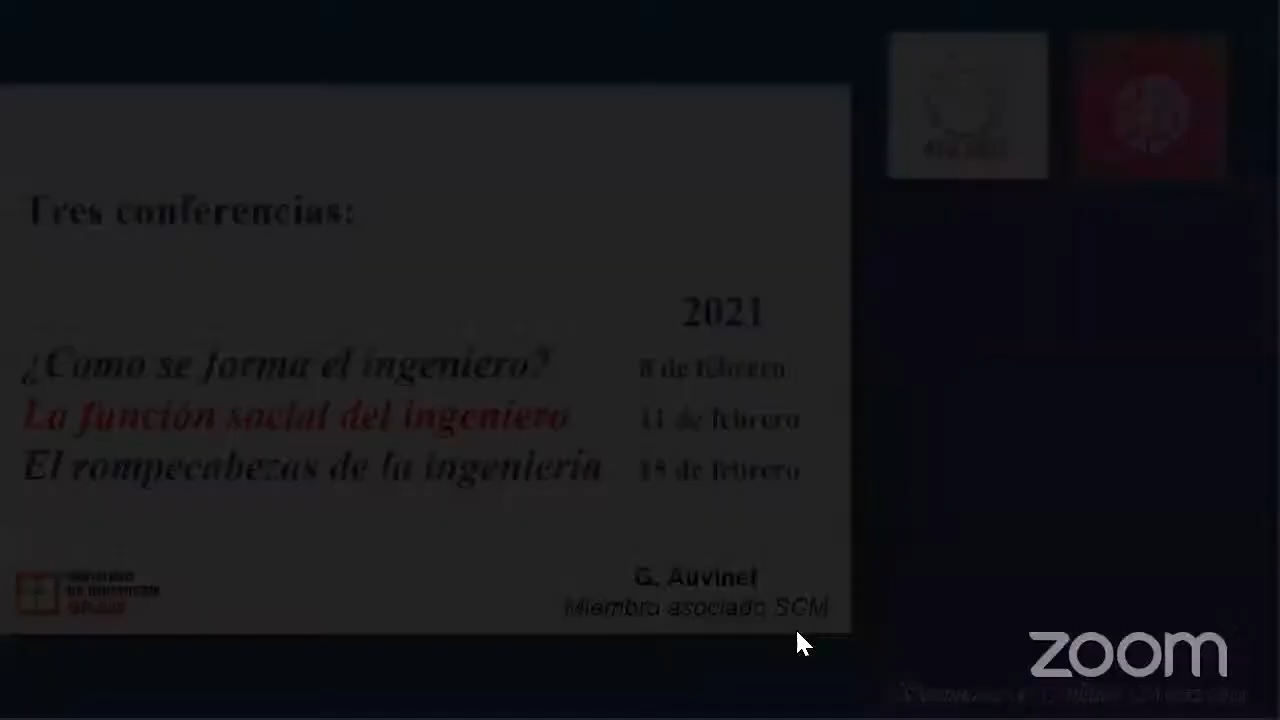 Tres conferencias:
2021
¿Como se forma el ingeniero? 8 de febrero
La función social del ingeniero 11 de febrero
El rompecabezas de la ingeniería 15 de febrero
G. Auvinet
Miembro asociado SCM
zoom